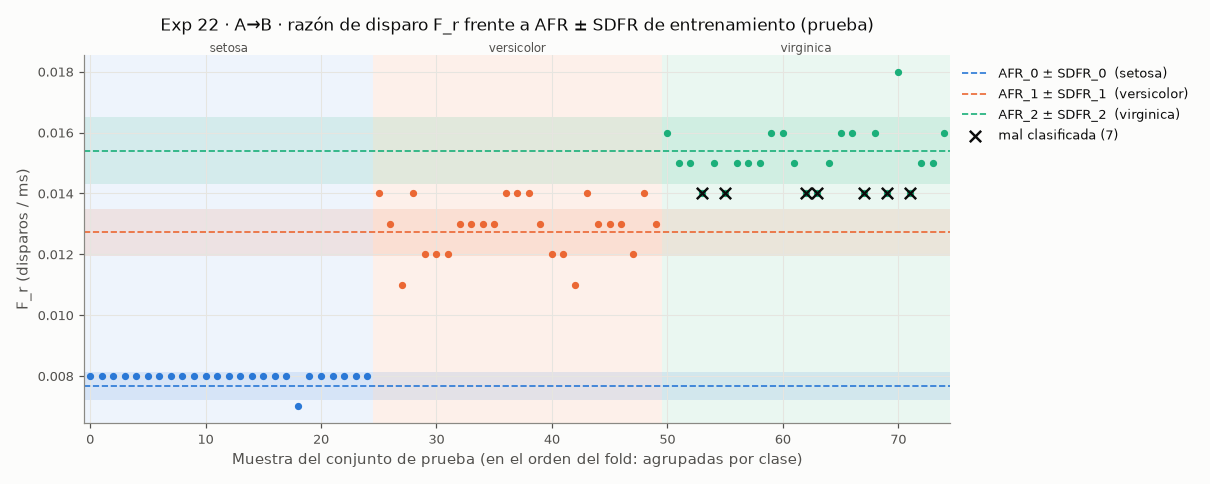 Exp 22 · A→B · razón de disparo F_r frente a AFR ± SDFR de entrenamiento (prueba)
setosa
versicolor
virginica
0.018
0.016
0.014
0.012
0.010
0.008
F_r (disparos / ms)
0
10
20
30
40
50
60
70
Muestra del conjunto de prueba (en el orden del fold: agrupadas por clase)
AFR_0 ± SDFR_0 (setosa)
AFR_1 ± SDFR_1 (versicolor)
AFR_2 ± SDFR_2 (virginica)
mal clasificada (7)